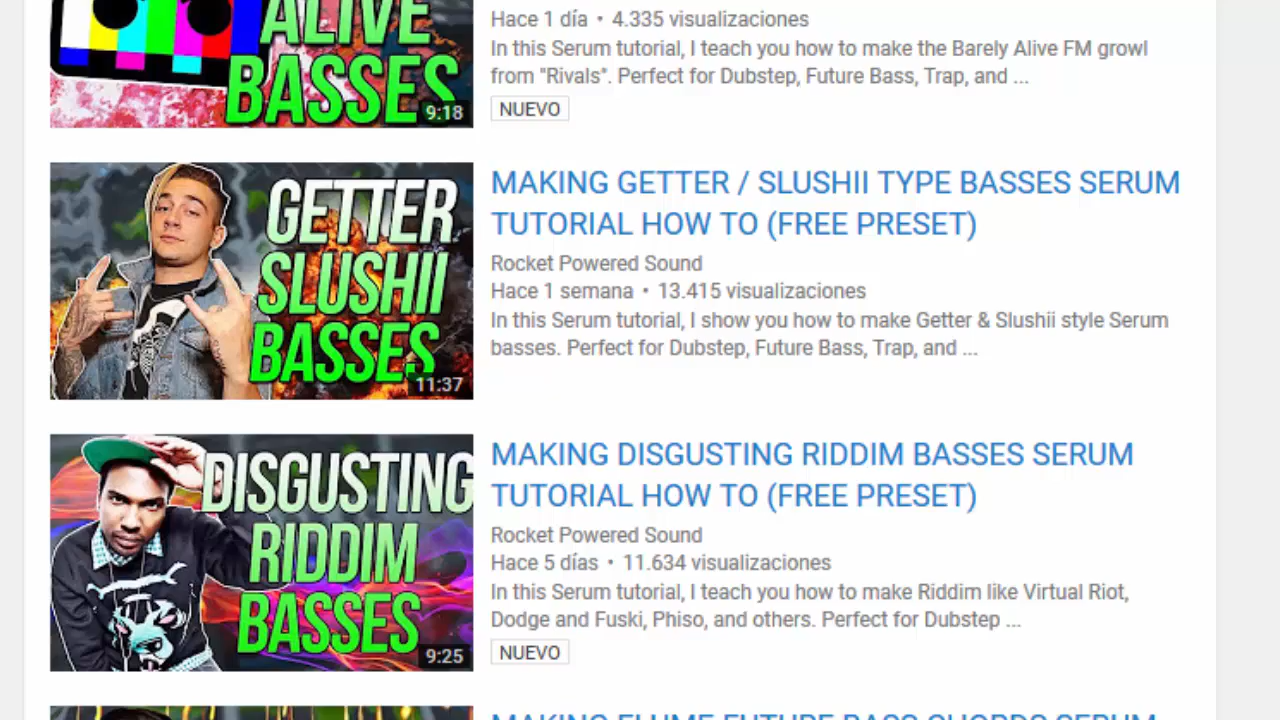 ALIVE
BASSES
9:18
Hace 1 día • 4.335 visualizaciones
In this Serum tutorial, I teach you how to make the Barely Alive FM growl
from "Rivals". Perfect for Dubstep, Future Bass, Trap, and ...
NUEVO
GETTER
SLUSHII
BASSES
11:37
MAKING GETTER / SLUSHII TYPE BASSES SERUM
TUTORIAL HOW TO (FREE PRESET)
Rocket Powered Sound
Hace 1 semana • 13.415 visualizaciones
In this Serum tutorial, I show you how to make Getter & Slushii style Serum
basses. Perfect for Dubstep, Future Bass, Trap, and ...
DISGUSTING
RIDDIM
BASSES
9:25
MAKING DISGUSTING RIDDIM BASSES SERUM
TUTORIAL HOW TO (FREE PRESET)
Rocket Powered Sound
Hace 5 días • 11.634 visualizaciones
In this Serum tutorial, I teach you how to make Riddim like Virtual Riot,
Dodge and Fuski, Phiso, and others. Perfect for Dubstep ...
NUEVO
MAKING FLUME FUTURE BASS CHORDS SERUM